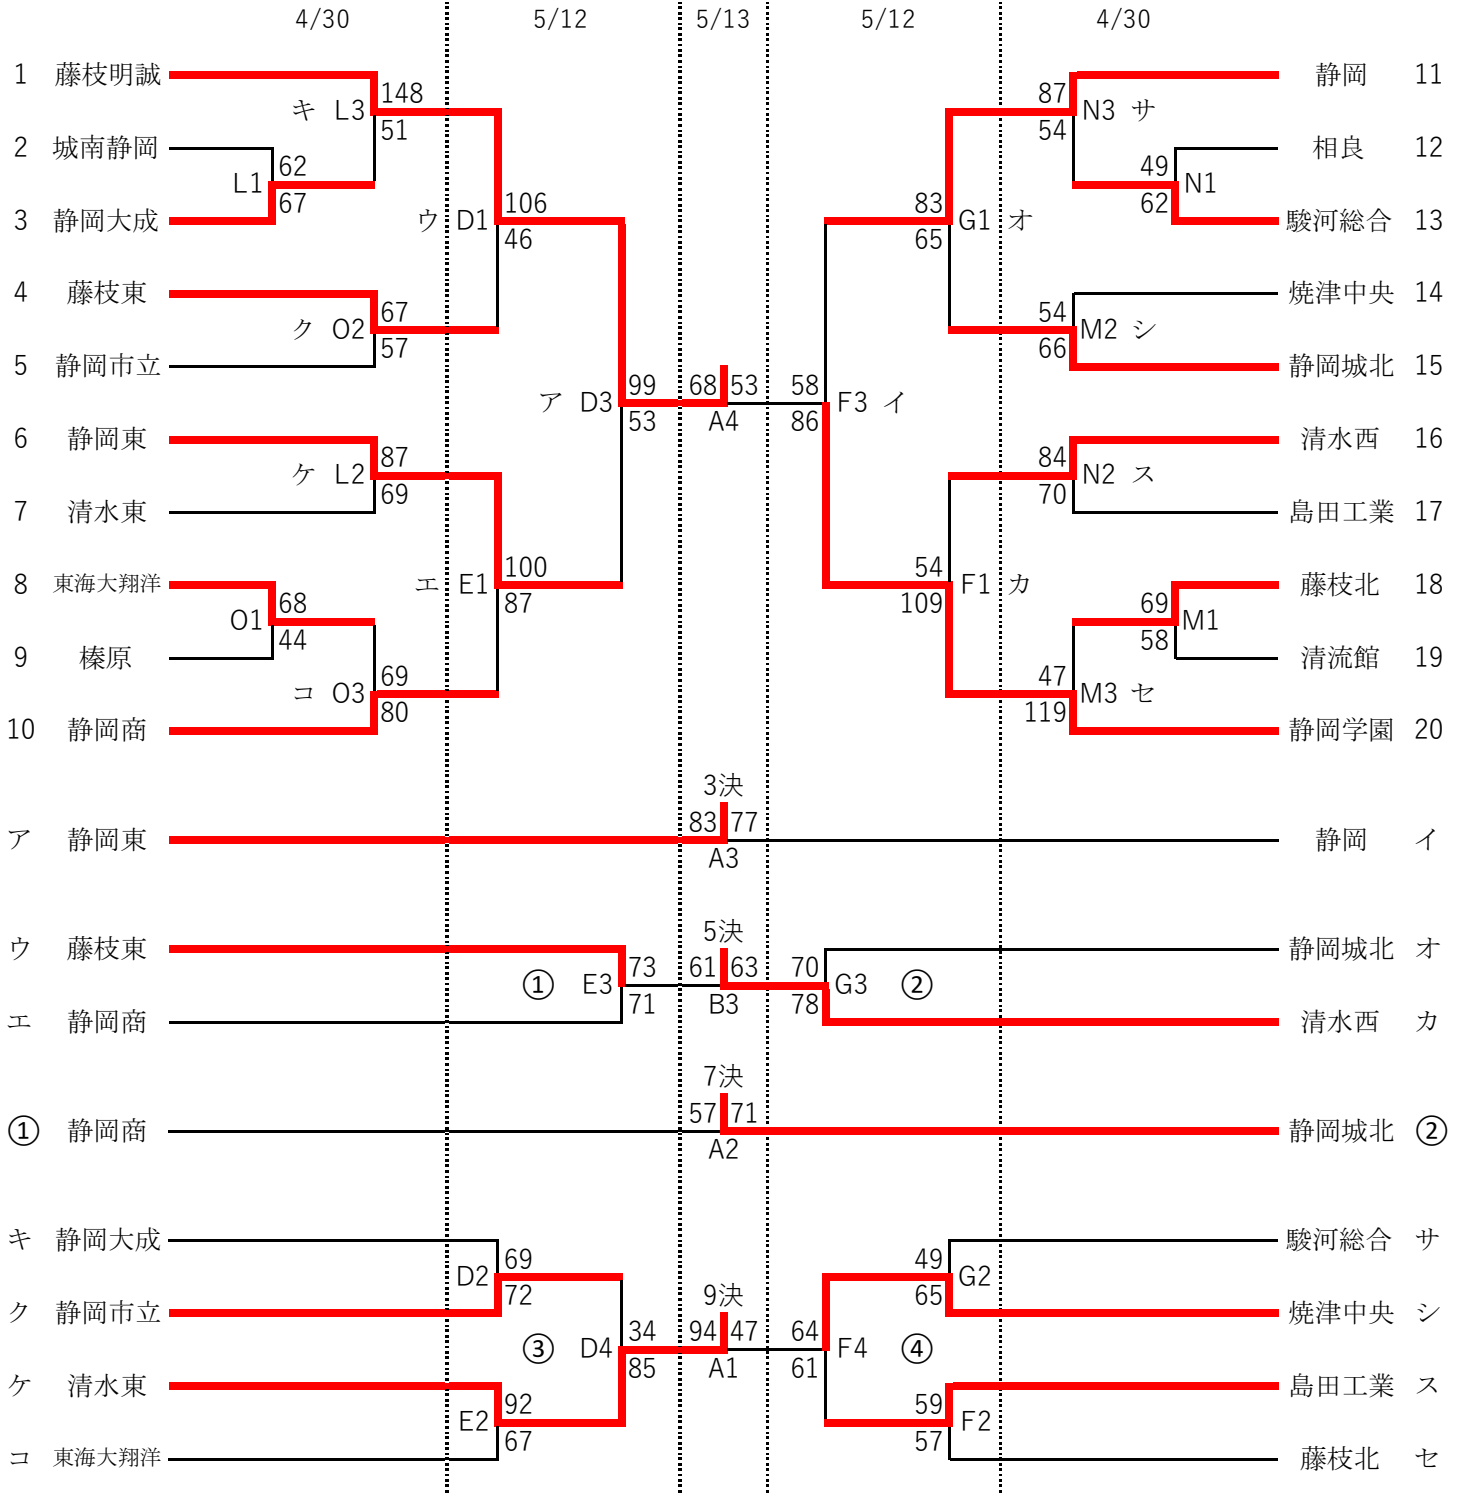 4/30 5/12 5/13 5/12 4/30
1 藤枝明誠 静岡 11
148 87
キ L3 N3 サ
51 54
2 城南静岡 相良 12
62 49
L1 N1
67 62
3 静岡大成 駿河総合 13
106 83
ウ D1 G1 オ
46 65
4 藤枝東 焼津中央 14
67 54
ク O2 M2 シ
57 66
5 静岡市立 静岡城北 15
99 68 53 58
ア D3 F3 イ
53 A4 86
6 静岡東 清水西 16
87 84
ケ L2 N2 ス
69 70
7 清水東 島田工業 17
100 54
8 東海大翔洋 エ E1 F1 カ 藤枝北 18
68 87 109 69
O1 M1
44 58
9 榛原 清流館 19
69 47
コ O3 M3 セ
80 119
10 静岡商 静岡学園 20
3決
83 77
ア 静岡東 静岡 イ
A3
5決
ウ 藤枝東 静岡城北 オ
73 61 63 70
① E3 G3 ②
71 B3 78
エ 静岡商 清水西 カ
7決
57 71
① 静岡商 静岡城北 ②
A2
キ 静岡大成 駿河総合 サ
69 49
D2 G2
72 9決 65
ク 静岡市立 焼津中央 シ
34 94 47 64
③ D4 F4 ④
85 A1 61
ケ 清水東 島田工業 ス
92 59
E2 F2
67 57
コ 東海大翔洋 藤枝北 セ